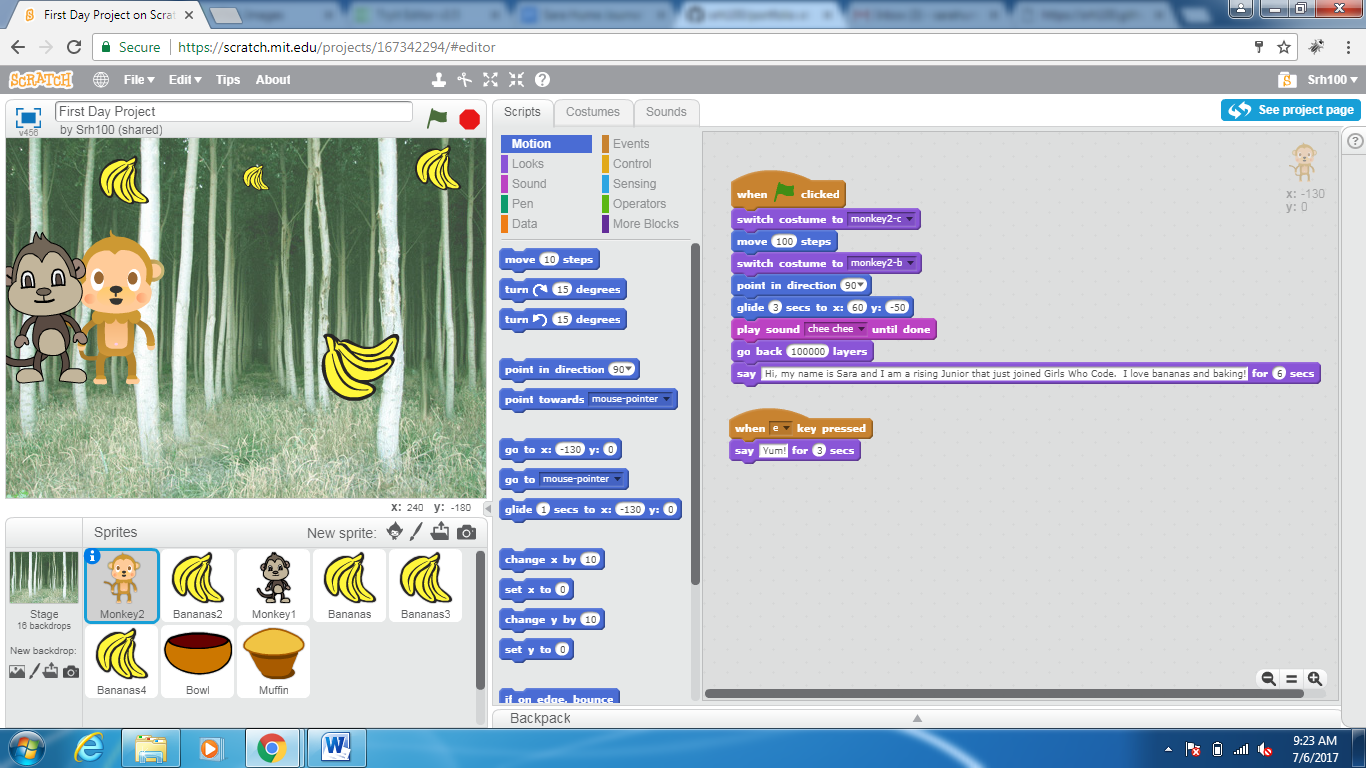 First Day Project on Scrat
Secure https://scratch.mit.edu/projects/167342294/#editor
SCRATCH File Edit Tips About Srh100
First Day Project
by Srh100 (shared)
v456
Scripts Costumes Sounds
See project page
Motion Events
Looks Control
Sound Sensing
Pen Operators
Data More Blocks
move 10 steps
turn 15 degrees
turn 15 degrees
point in direction 90
point towards mouse-pointer
go to x: -130 y: 0
go to mouse-pointer
glide 1 secs to x: -130 y: 0
change x by 10
set x to 0
change y by 10
set y to 0
if on edge, bounce
when clicked
switch costume to monkey2-c
move 100 steps
switch costume to monkey2-b
point in direction 90
glide 3 secs to x: 60 y: -50
play sound chee chee until done
go back 100000 layers
say Hi, my name is Sara and I am a rising Junior that just joined Girls Who Code. I love bananas and baking! for 6 secs
when e key pressed
say Yum! for 3 secs
x: -130
y: 0
x: 240 y: -180
Sprites New sprite:
Stage
16 backdrops
New backdrop:
Monkey2 Bananas2 Monkey1 Bananas Bananas3
Bananas4 Bowl Muffin
Backpack
9:23 AM
7/6/2017